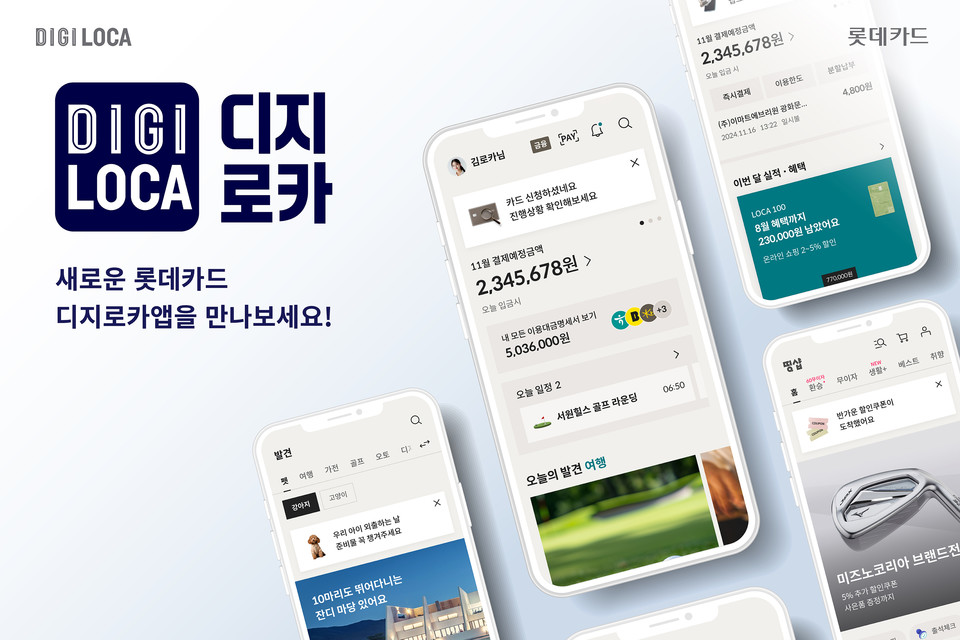 DIGI LOCA
롯데카드
DIGI
LOCA
디지
로카
새로운 롯데카드
디지로카앱을 만나보세요!
김로카님
금융
PAY
카드 신청하셨네요
진행상황 확인해보세요
11월 결제예정금액
2,345,678원
오늘 입금시
내 모든 이용대금명세서 보기
5,036,000원
+3
오늘 일정 2
서원힐스 골프 라운딩
06:50
오늘의 발견 여행
11월 결제예정금액
2,345,678원
오늘 입금 시
즉시결제
이용한도
분할납부
(주)이마트에브리원 광화문...
4,800원
2024.11.16 13:22 일시불
이번 달 실적·혜택
LOCA 100
8월 혜택까지
230,000원 남았어요
온라인 쇼핑 2~5% 할인
770,000원
발견
펫
여행
가전
골프
오토
강아지
고양이
우리 아이 외출하는 날
준비물 꼭 챙겨주세요
10마리도 뛰어다니는
잔디 마당 있어요
띵샵
홈
환승
무이자
NEW
생활+
베스트
취향
반가운 할인쿠폰이
도착했어요
COUPON
미즈노코리아 브랜드전
5% 추가 할인쿠폰
사은품 증정까지
출석체크